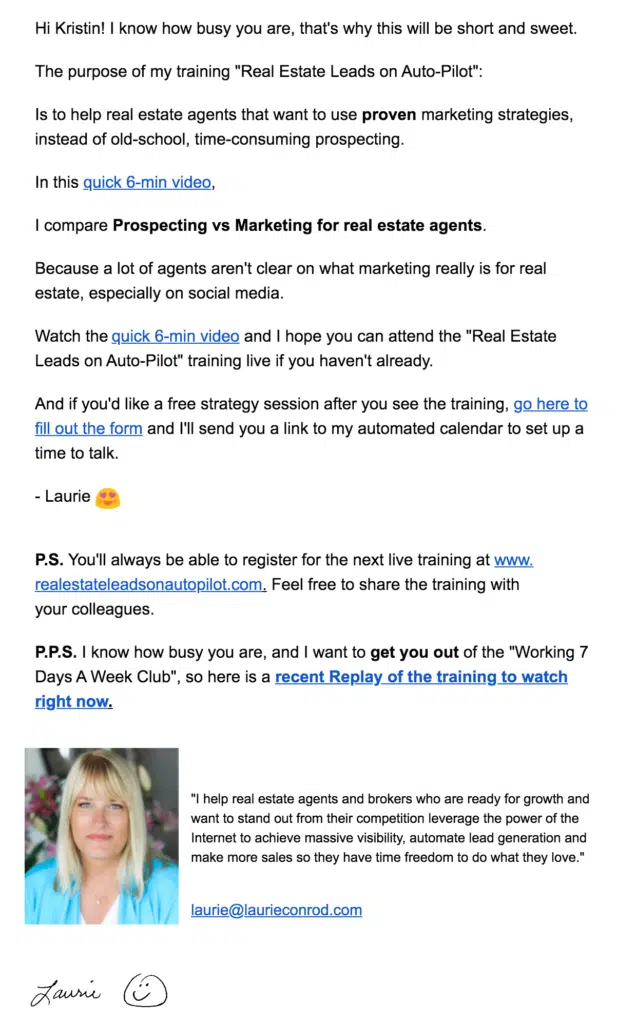 Hi Kristin! I know how busy you are, that's why this will be short and sweet.
The purpose of my training "Real Estate Leads on Auto-Pilot":
Is to help real estate agents that want to use proven marketing strategies,
instead of old-school, time-consuming prospecting.
In this quick 6-min video,
I compare Prospecting vs Marketing for real estate agents.
Because a lot of agents aren't clear on what marketing really is for real
estate, especially on social media.
Watch the quick 6-min video and I hope you can attend the "Real Estate
Leads on Auto-Pilot" training live if you haven't already.
And if you'd like a free strategy session after you see the training, go here to
fill out the form and I'll send you a link to my automated calendar to set up a
time to talk.
- Laurie 😍
P.S. You'll always be able to register for the next live training at www.
realestateleadsonautopilot.com. Feel free to share the training with
your colleagues.
P.P.S. I know how busy you are, and I want to get you out of the "Working 7
Days A Week Club", so here is a recent Replay of the training to watch
right now.
"I help real estate agents and brokers who are ready for growth and
want to stand out from their competition leverage the power of the
Internet to achieve massive visibility, automate lead generation and
make more sales so they have time freedom to do what they love."
laurie@laurieconrod.com
Laurie